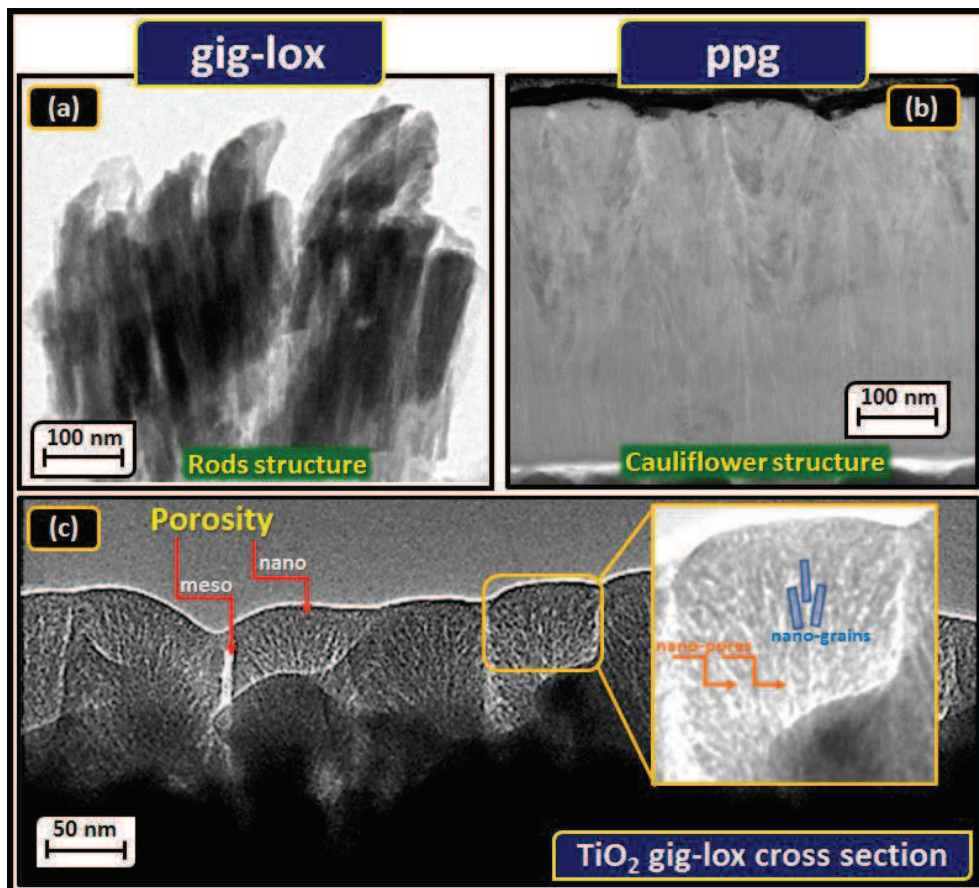 gig-lox
ppg
(a)
(b)
100 nm
Rods structure
100 nm
Cauliflower structure
(c)
Porosity
nano
meso
nano-grains
nano-pores
50 nm
TiO₂ gig-lox cross section